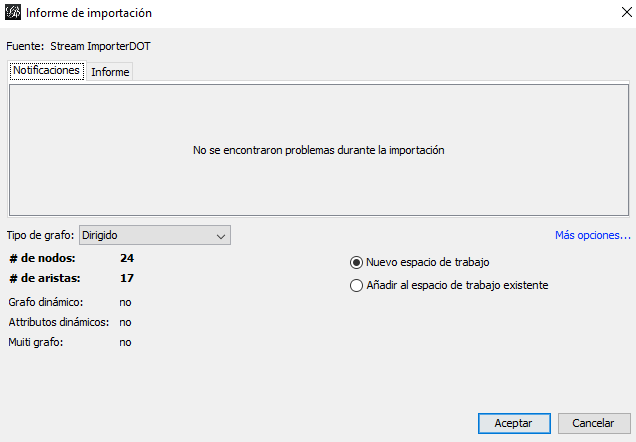 Informe de importación
Fuente: Stream ImporterDOT
Notificaciones Informe
No se encontraron problemas durante la importación
Tipo de grafo: Dirigido Más opciones...
# de nodos: 24
# de aristas: 17
Grafo dinámico: no
Attributos dinámicos: no
Muiti grafo: no
Nuevo espacio de trabajo
Añadir al espacio de trabajo existente
Aceptar Cancelar